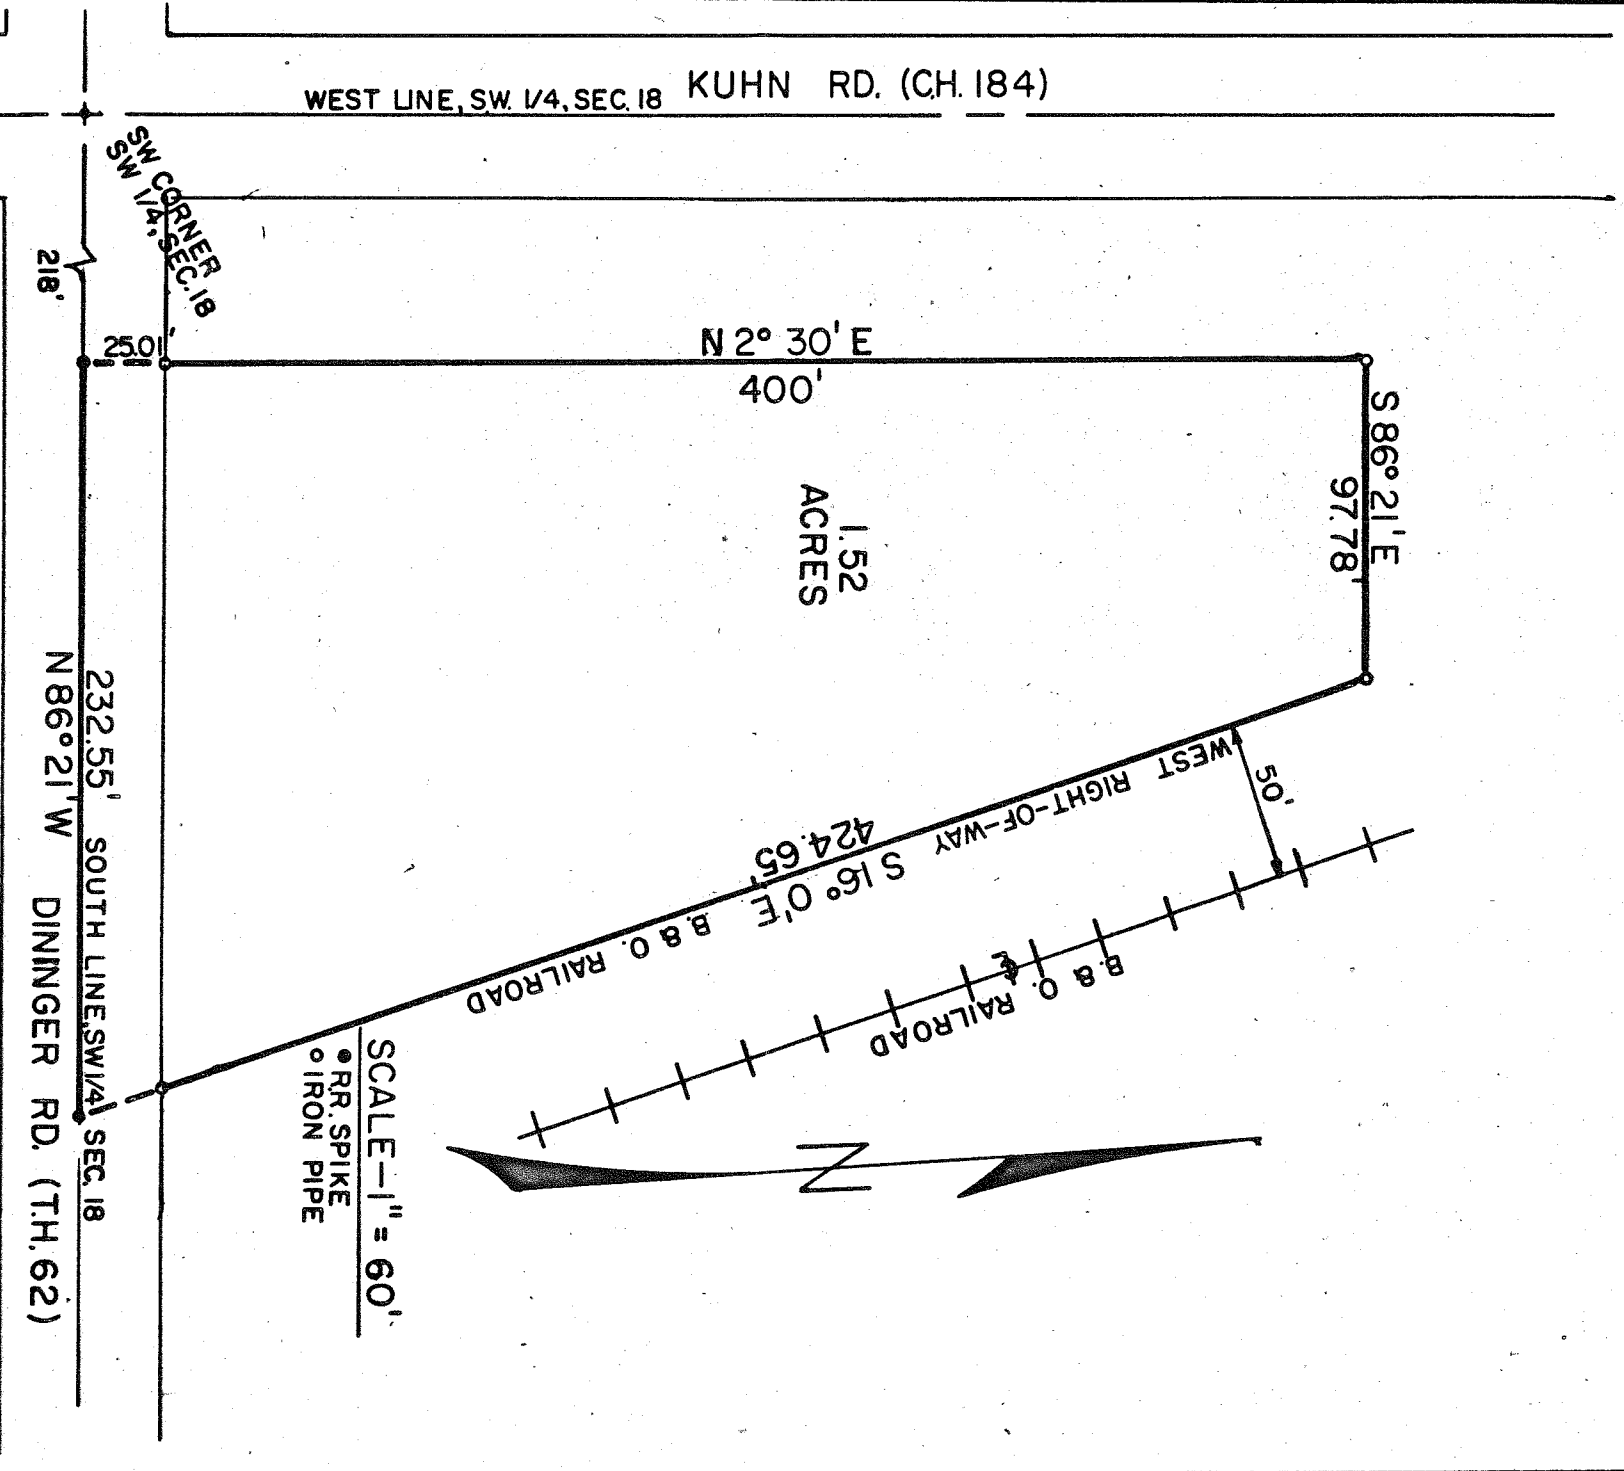 KUHN RD. (C.H. 184)
WEST LINE, S.W. 1/4, SEC. 18
SW CORNER
SW 1/4, SEC. 18
218'
25.01'
N 2° 30' E
400'
S 86° 21' E
97.78'
1.52
ACRES
232.55' SOUTH LINE, SW 1/4, SEC. 18
N 86° 21' W
DININGER RD. (T.H. 62)
WEST RIGHT-OF-WAY B. & O. RAILROAD
424.65'
S 16° 0' E
50'
B. & O. RAILROAD
SCALE—1" = 60'
R.R. SPIKE
IRON PIPE
N